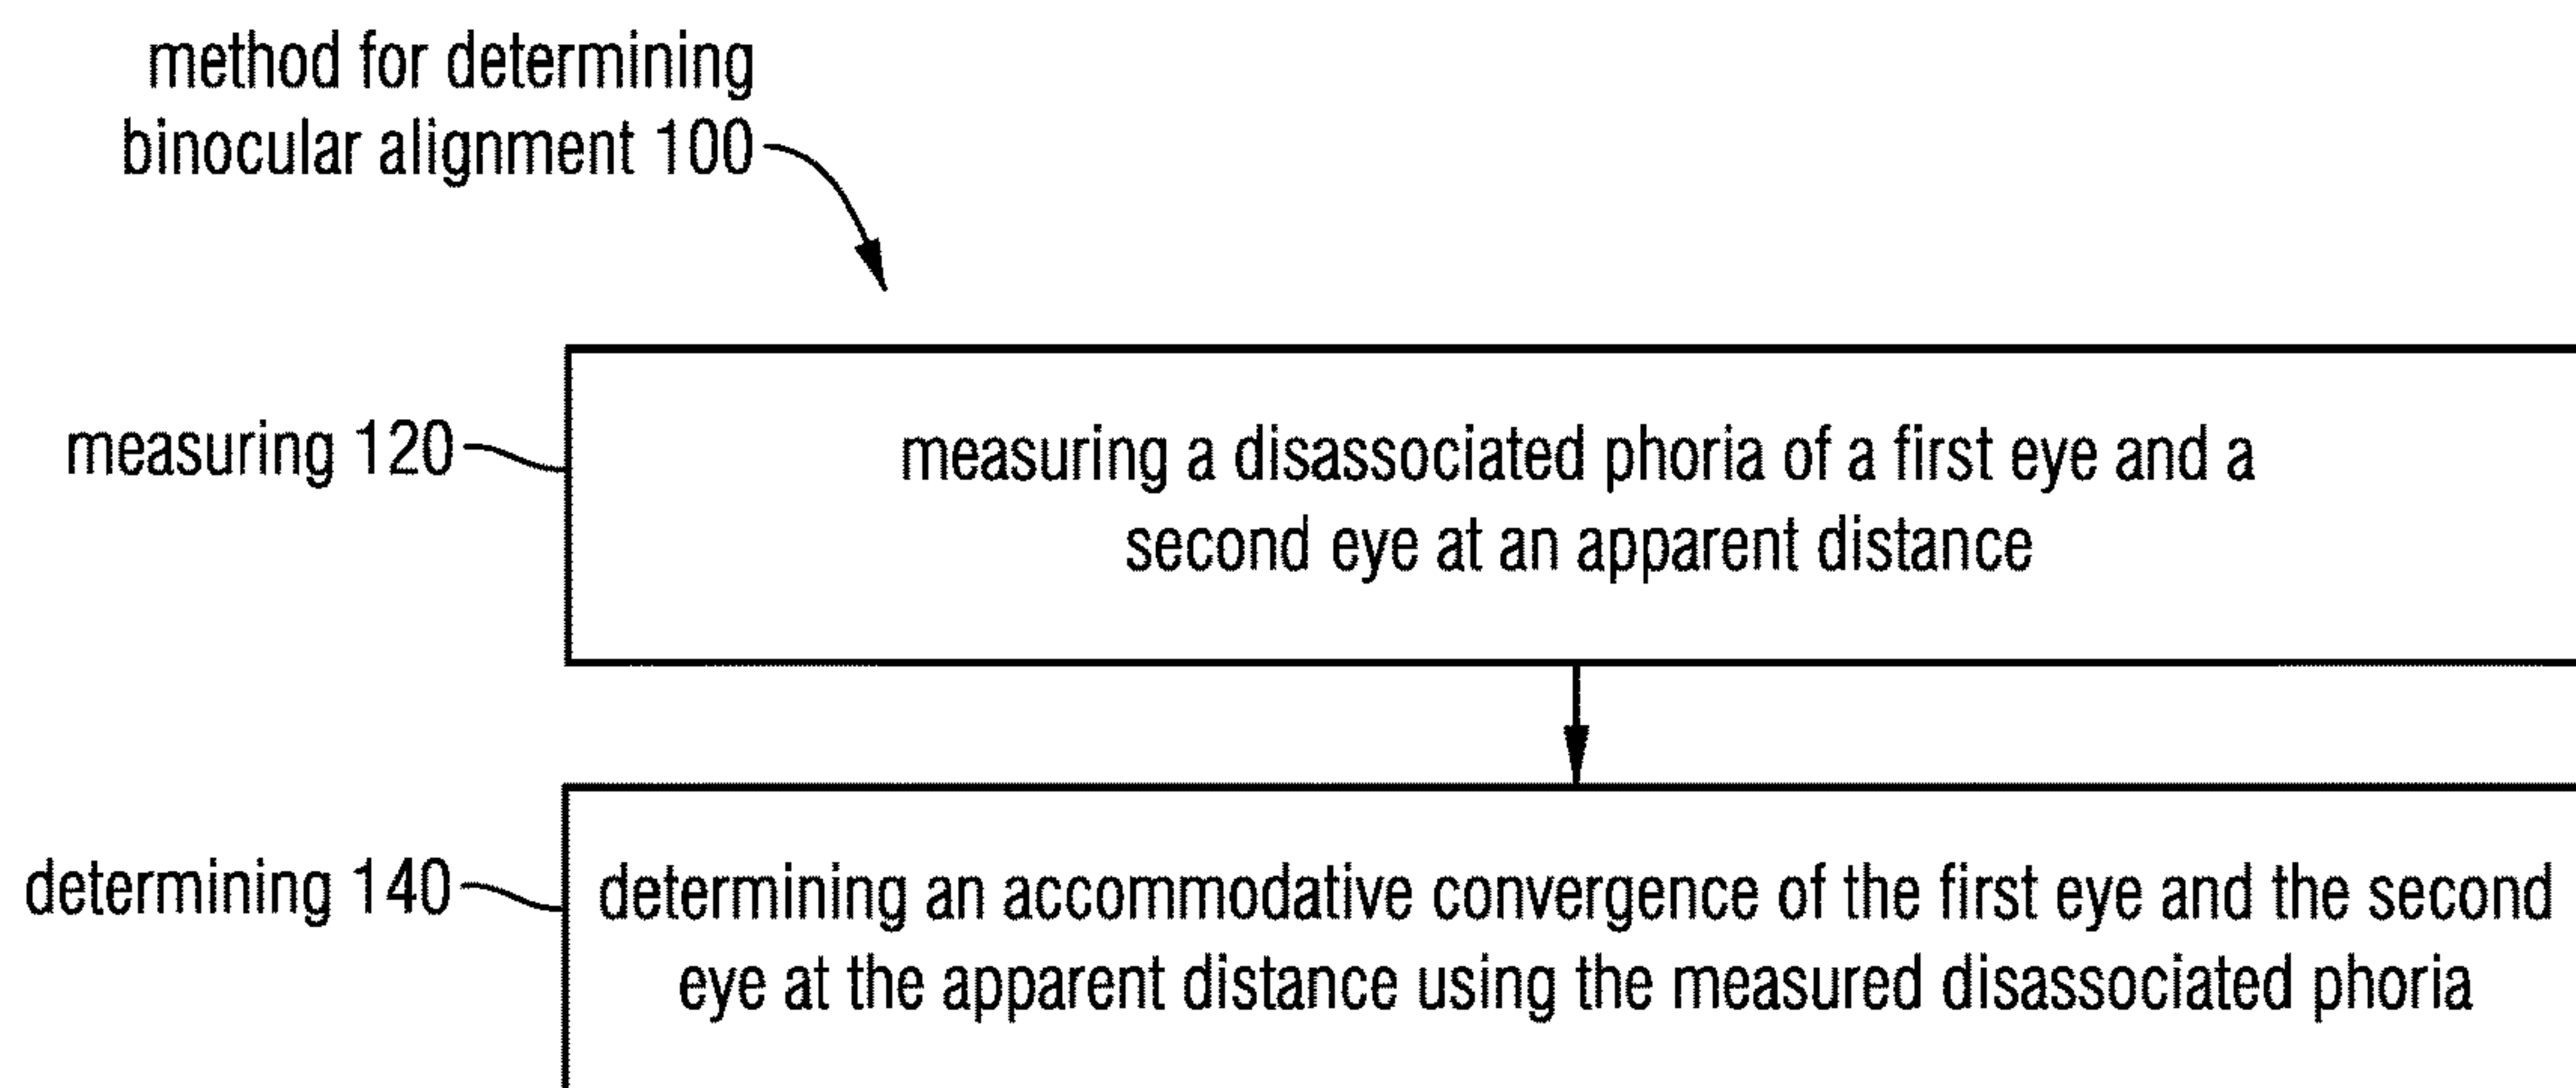 method for determining
binocular alignment 100
measuring 120
measuring a disassociated phoria of a first eye and a
second eye at an apparent distance
determining 140
determining an accommodative convergence of the first eye and the second
eye at the apparent distance using the measured disassociated phoria